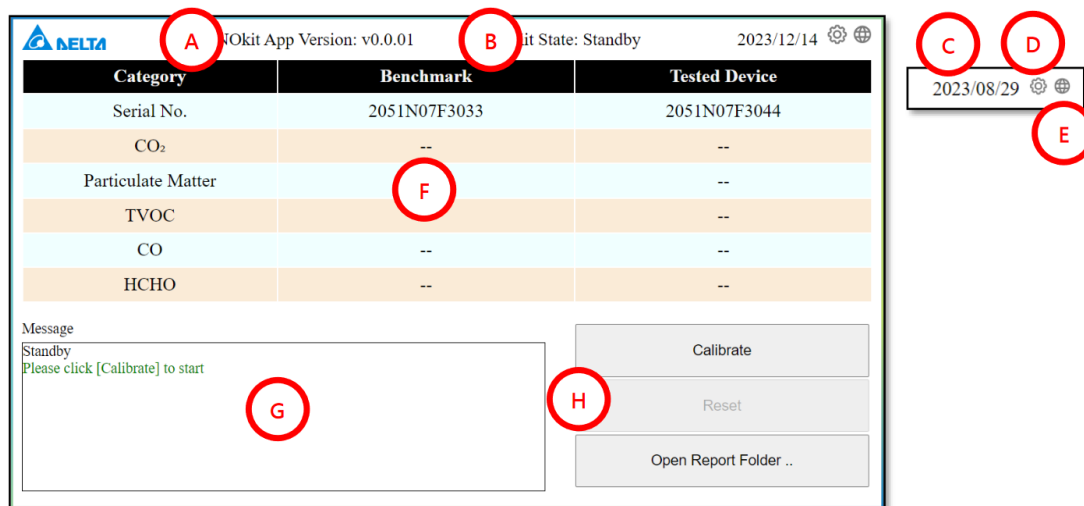 DELTA
A
NOkit App Version: v0.0.01
B
it State: Standby
2023/12/14
C
D
2023/08/29
E
Category Benchmark Tested Device
Serial No. 2051N07F3033 2051N07F3044
CO₂ -- --
Particulate Matter --
F
TVOC --
CO -- --
HCHO -- --
Message
Standby
Please click [Calibrate] to start
G
H
Calibrate
Reset
Open Report Folder ..